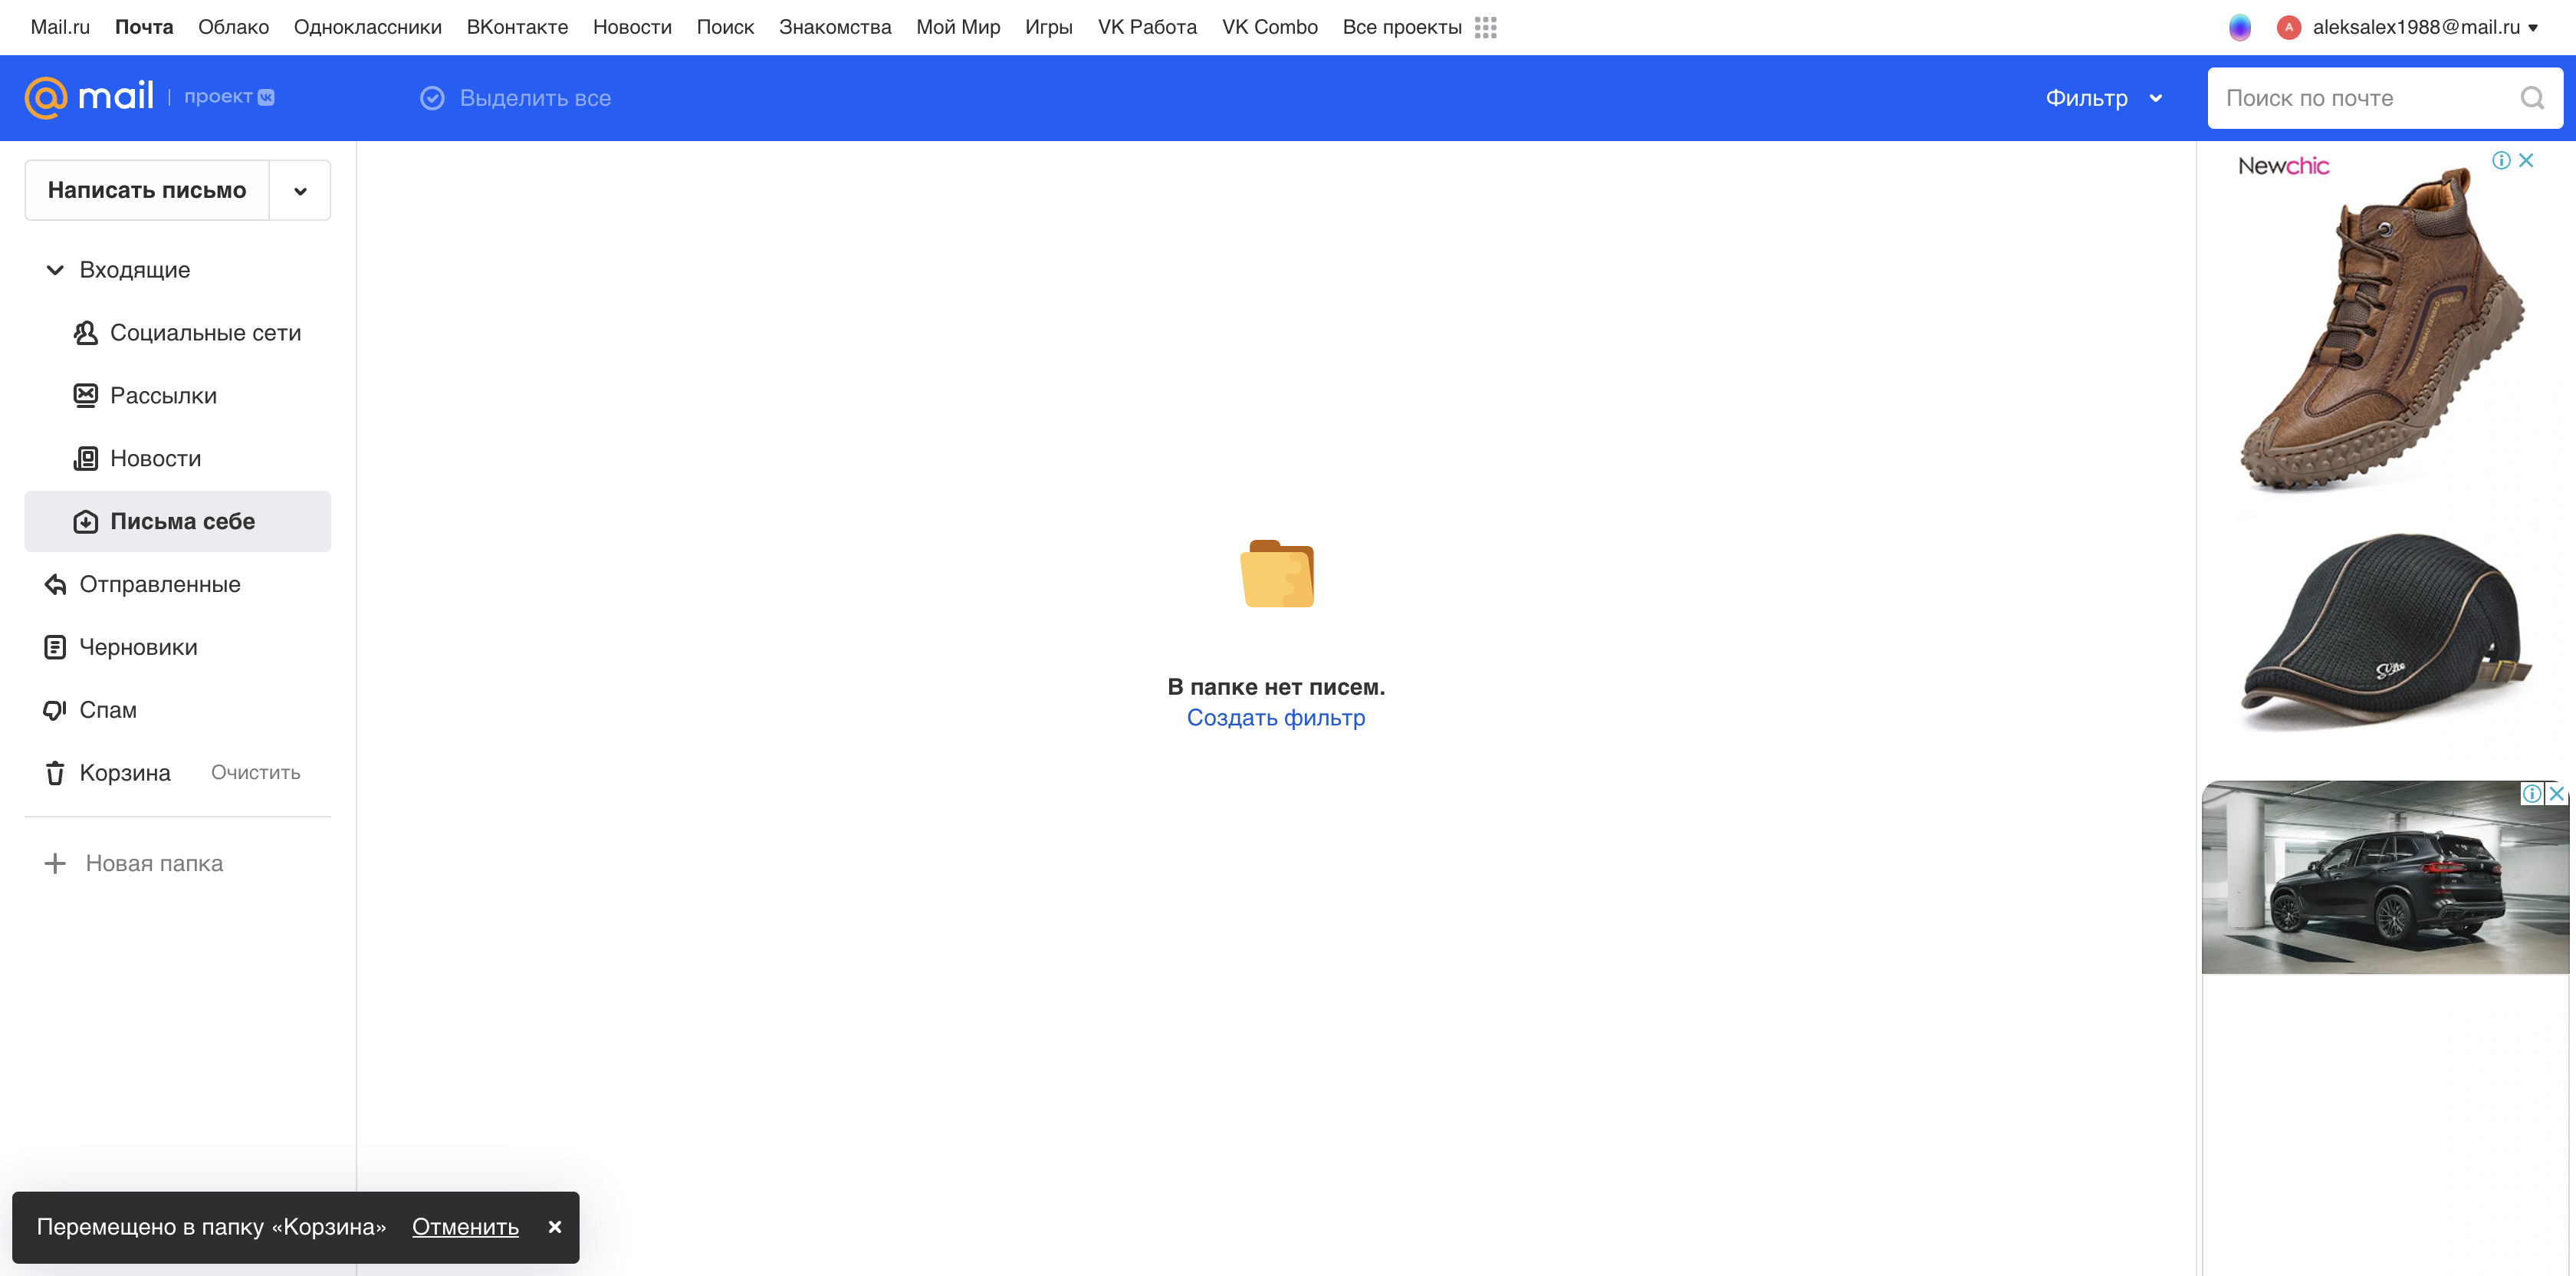 Mail.ru Почта Облако Одноклассники ВКонтакте Новости Поиск Знакомства Мой Мир Игры VK Работа VK Combo Все проекты
A aleksalex1988@mail.ru
@mail | проект
Выделить все
Фильтр
Поиск по почте
Написать письмо
Входящие
Социальные сети
Рассылки
Новости
Письма себе
Отправленные
Черновики
Спам
Корзина Очистить
Новая папка
В папке нет писем.
Создать фильтр
Newchic
Перемещено в папку «Корзина» Отменить